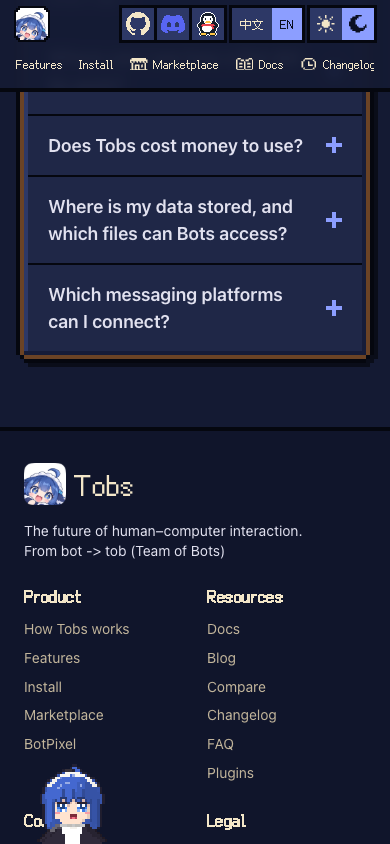 中文 EN
Features Install Marketplace Docs Changelog
Does Tobs cost money to use?
Where is my data stored, and
which files can Bots access?
Which messaging platforms
can I connect?
Tobs
The future of human–computer interaction.
From bot -> tob (Team of Bots)
Product
How Tobs works
Features
Install
Marketplace
BotPixel
Resources
Docs
Blog
Compare
Changelog
FAQ
Plugins
Legal